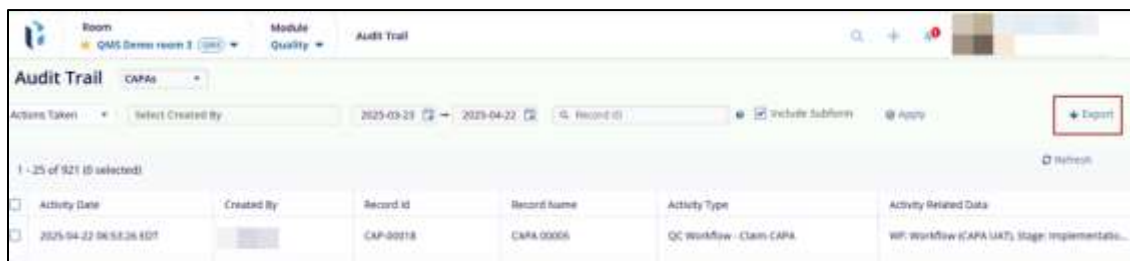 Room Module
QMS Demo room 3 QMS Quality Audit Trail
Audit Trail CAPAs
Actions Taken Select Created By 2025-03-23 → 2025-04-22 Record ID Include Subform Apply Export
1 - 25 of 921 (0 selected) Refresh
Activity Date Created By Record Id Record Name Activity Type Activity Related Data
2025-04-22 06:53:26 EDT CAP-00018 CAPA 00006 QC Workflow - Claim CAPA WF: Workflow (CAPA UAT), Stage: Implementatio...